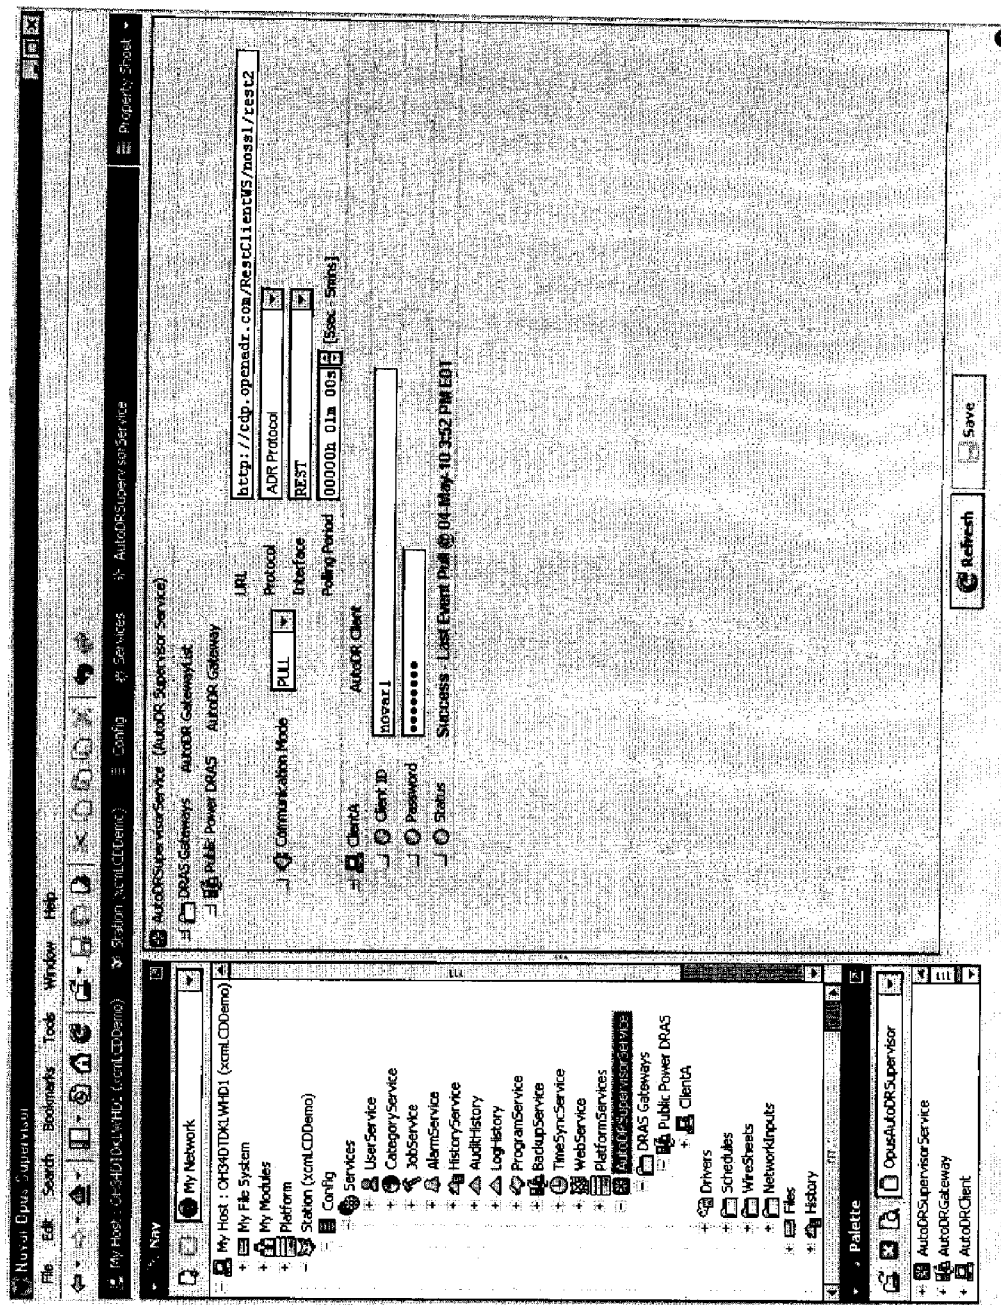 Novar Opus Supervisor
File Edit Search Bookmarks Tools Window Help
My Host : OH34D1TDK1WHD1 (xcmLCDDemo) Station (xcmLCDDemo) Config Services AutoDRSupervisorService Property Sheet
Nav
My Network
My Host : OH34D1TDK1WHD1 (xcmLCDDemo)
My File System
My Modules
Platform
Station (xcmLCDDemo)
Config
Services
UserService
CategoryService
JobService
AlarmService
HistoryService
AuditHistory
LogHistory
ProgramService
BackupService
TimeSyncService
WebService
PlatformServices
AutoDRSupervisorService
DRAS Gateways
Public Power DRAS
ClientA
Drivers
Schedules
WireSheets
NetworkInputs
Files
History
Palette
OpusAutoDRSupervisor
AutoDRSupervisorService
AutoDRGateway
AutoDRClient
AutoDRSupervisorService (AutoDR Supervisor Service)
DRAS Gateways AutoDR GatewayList
Public Power DRAS AutoDR Gateway
URL http://cdp.openadr.com/RestClientWS/nossl/rest2
Communication Mode PULL Protocol ADR Protocol
Interface REST
Polling Period 00000h 01m 00s [5sec - 5mins]
ClientA AutoDR Client
Client ID novar1
Password ••••••••
Status Success - Last Event Pull @ 04-May-10 3:52 PM EDT
Refresh Save